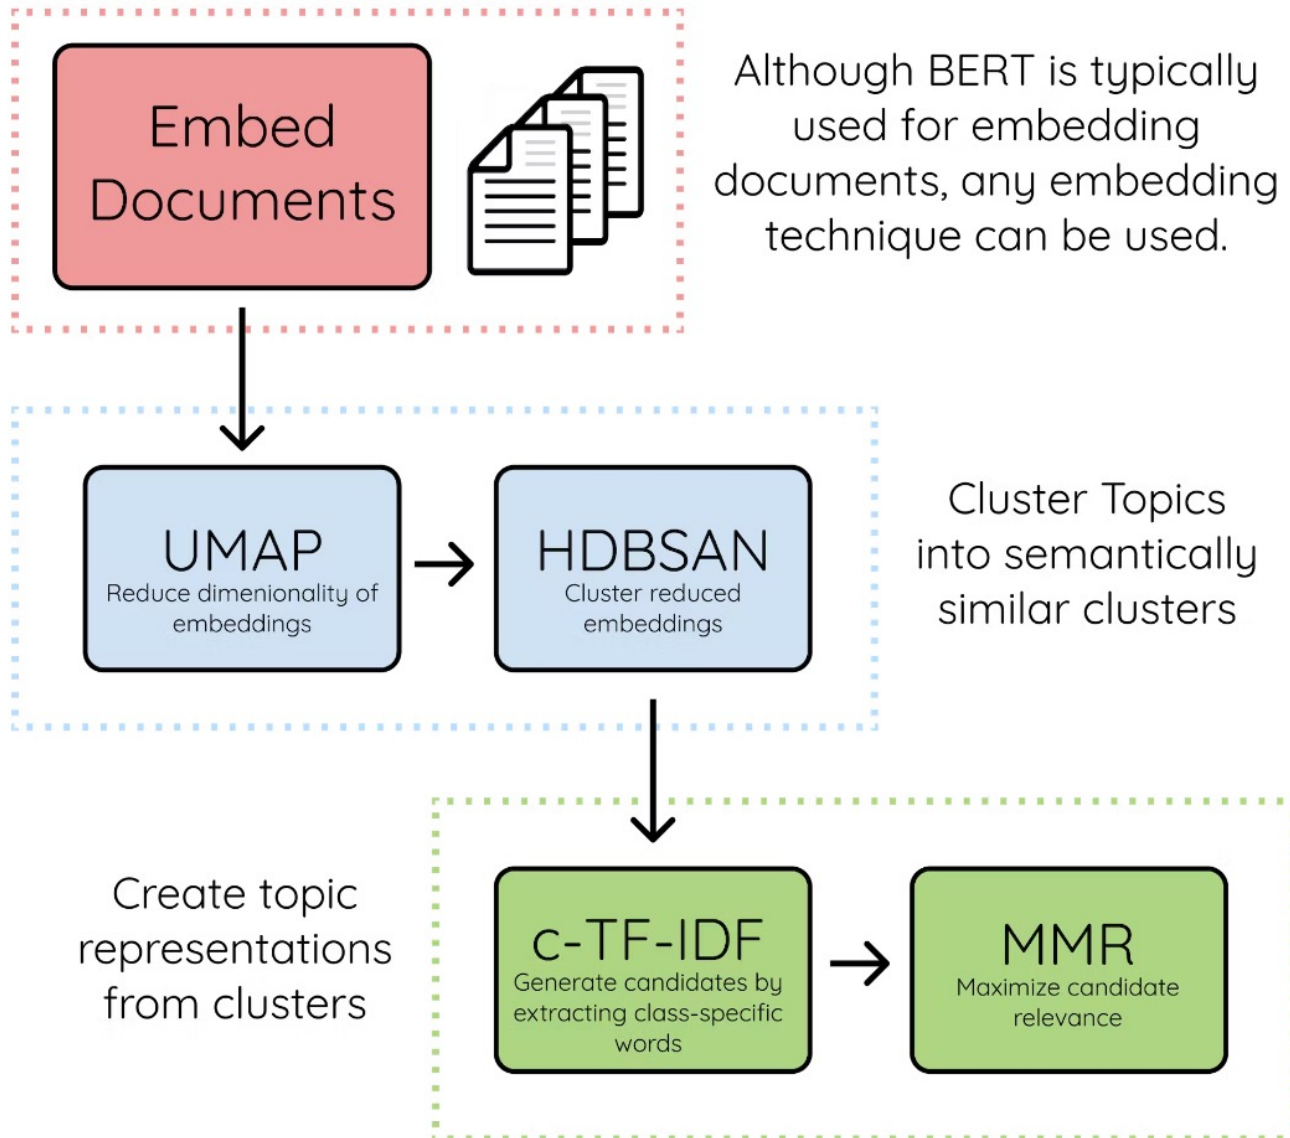 Embed
Documents
Although BERT is typically
used for embedding
documents, any embedding
technique can be used.
UMAP
Reduce dimenionality of
embeddings
HDBSAN
Cluster reduced
embeddings
Cluster Topics
into semantically
similar clusters
Create topic
representations
from clusters
c-TF-IDF
Generate candidates by
extracting class-specific
words
MMR
Maximize candidate
relevance